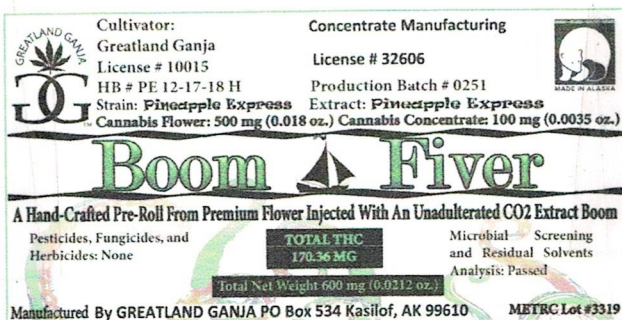 GREATLAND GANJA
Cultivator:
Greatland Ganja
License # 10015
HB # PE 12-17-18 H
Strain: Pineapple Express
Cannabis Flower: 500 mg (0.018 oz.) Cannabis Concentrate: 100 mg (0.0035 oz.)
Concentrate Manufacturing
License # 32606
Production Batch # 0251
Extract: Pineapple Express
MADE IN ALASKA
TM
Boom Fiver
A Hand-Crafted Pre-Roll From Premium Flower Injected With An Unadulterated CO2 Extract Boom
Pesticides, Fungicides, and
Herbicides: None
TOTAL THC
170.36 MG
Microbial Screening
and Residual Solvents
Analysis: Passed
Total Net Weight 600 mg (0.0212 oz.)
Manufactured By GREATLAND GANJA PO Box 534 Kasilof, AK 99610 METRC Lot #3319